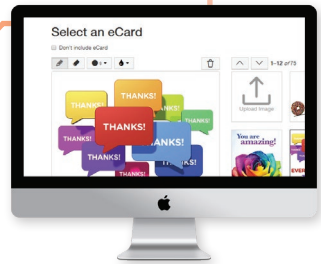 Select an eCard
Don't include eCard
1-12 of 75
THANKS!
THANKS!
THANKS!
THANKS!
THANKS!
THANKS!
THANKS!
Upload Image
You are
amazing!
EVER